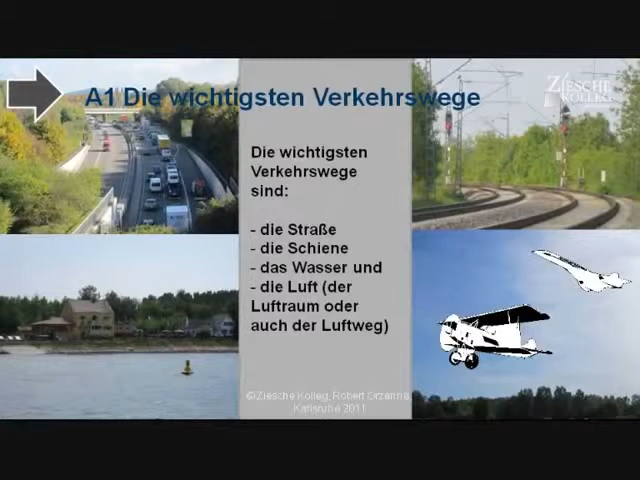 A1 Die wichtigsten Verkehrswege
ZIESCHE
KOLLEG
Die wichtigsten
Verkehrswege
sind:
- die Straße
- die Schiene
- das Wasser und
- die Luft (der
Luftraum oder
auch der Luftweg)
©Ziesche Kolleg, Robert
Karlsruhe 2011